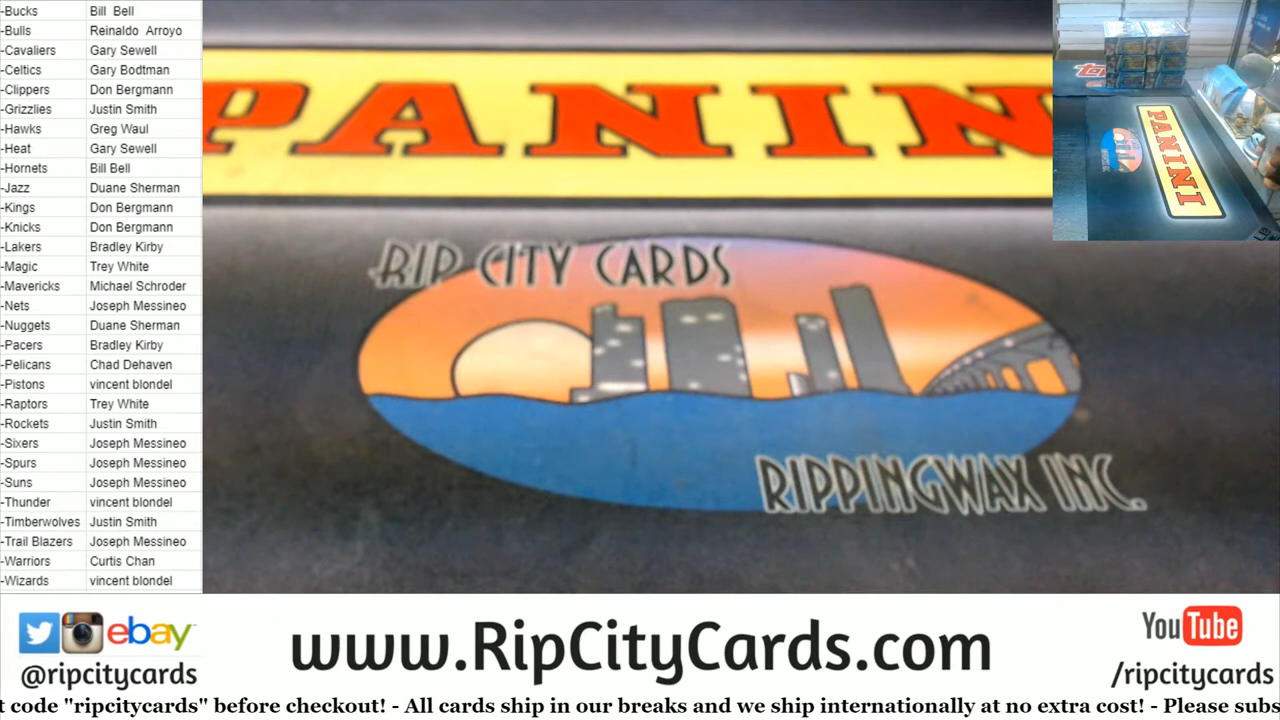 -Bucks Bill Bell
-Bulls Reinaldo Arroyo
-Cavaliers Gary Sewell
-Celtics Gary Bodtman
-Clippers Don Bergmann
-Grizzlies Justin Smith
-Hawks Greg Waul
-Heat Gary Sewell
-Hornets Bill Bell
-Jazz Duane Sherman
-Kings Don Bergmann
-Knicks Don Bergmann
-Lakers Bradley Kirby
-Magic Trey White
-Mavericks Michael Schroder
-Nets Joseph Messineo
-Nuggets Duane Sherman
-Pacers Bradley Kirby
-Pelicans Chad Dehaven
-Pistons vincent blondel
-Raptors Trey White
-Rockets Justin Smith
-Sixers Joseph Messineo
-Spurs Joseph Messineo
-Suns Joseph Messineo
-Thunder vincent blondel
-Timberwolves Justin Smith
-Trail Blazers Joseph Messineo
-Warriors Curtis Chan
-Wizards vincent blondel
PANIN
RIP CITY CARDS
RIPPINGWAX INC.
PANINI
ebay
@ripcitycards
www.RipCityCards.com
YouTube
/ripcitycards
t code "ripcitycards" before checkout! - All cards ship in our breaks and we ship internationally at no extra cost! - Please subs